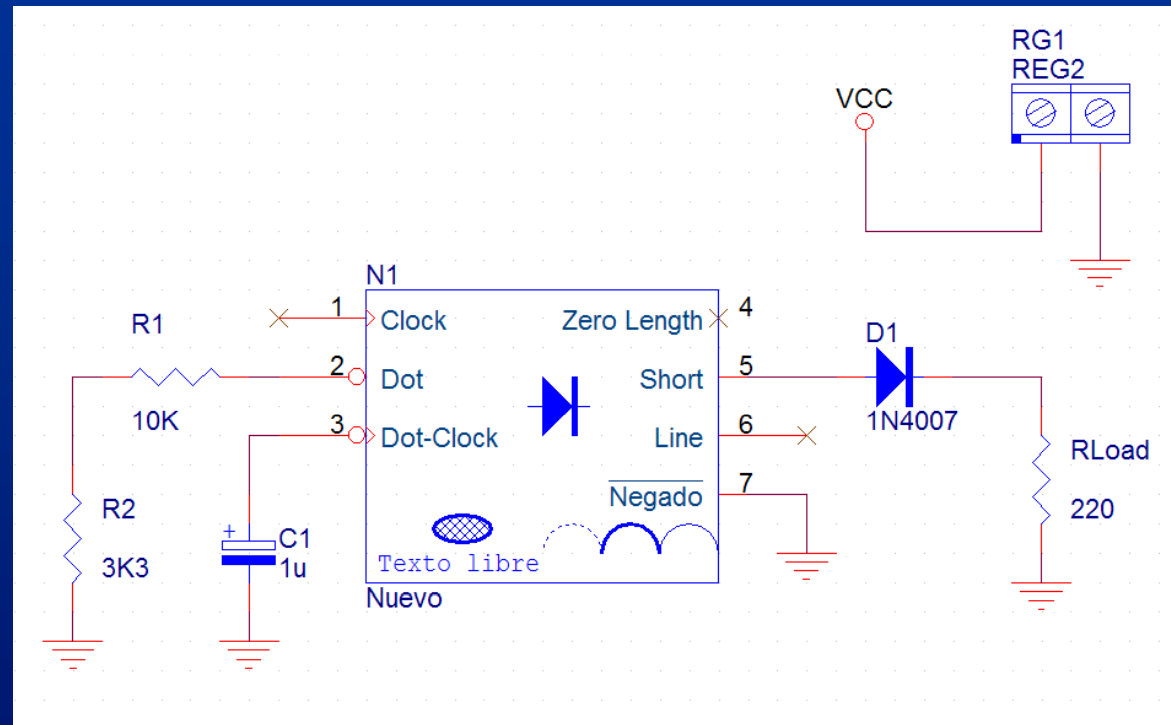 RG1
REG2
VCC
N1
1
Clock
Zero Length
4
R1
D1
2
Dot
Short
5
10K
1N4007
3
Dot-Clock
Line
6
RLoad
R2
Negado
7
220
+
C1
3K3
1u
Texto libre
Nuevo